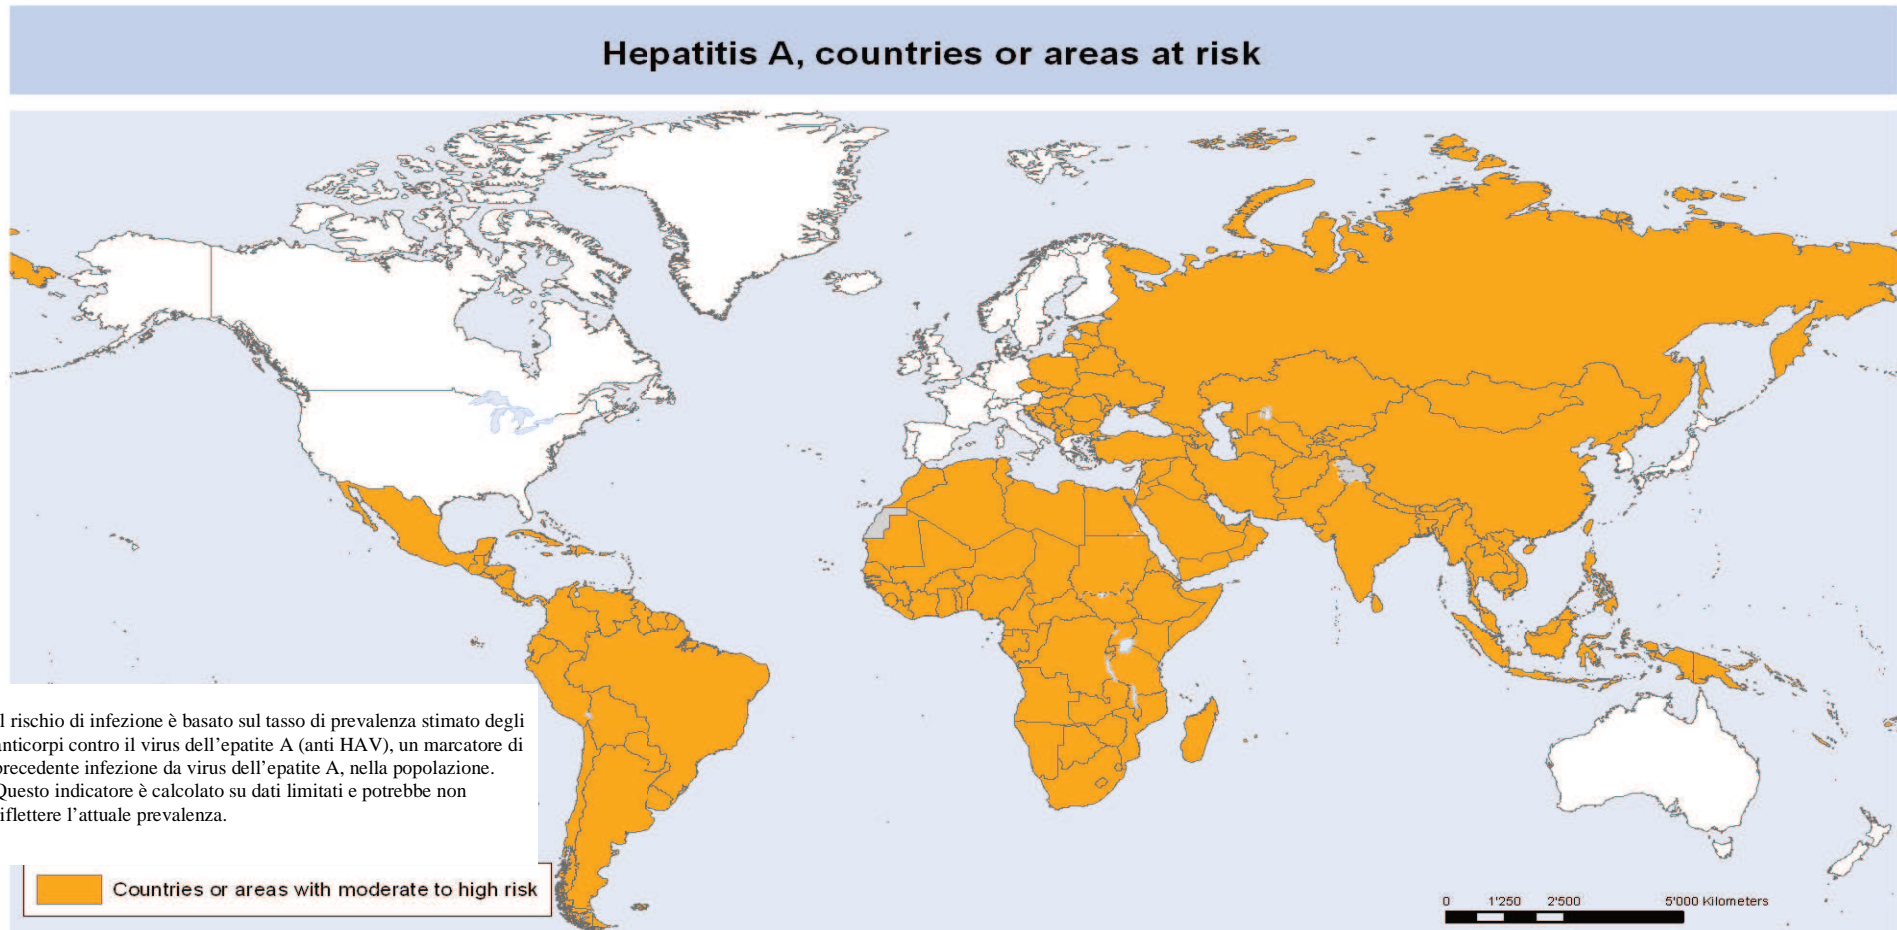 Hepatitis A, countries or areas at risk
l rischio di infezione è basato sul tasso di prevalenza stimato degli
anticorpi contro il virus dell’epatite A (anti HAV), un marcatore di
precedente infezione da virus dell’epatite A, nella popolazione.
Questo indicatore è calcolato su dati limitati e potrebbe non
iflettere l’attuale prevalenza.
Countries or areas with moderate to high risk
0 1'250 2'500 5'000 Kilometers